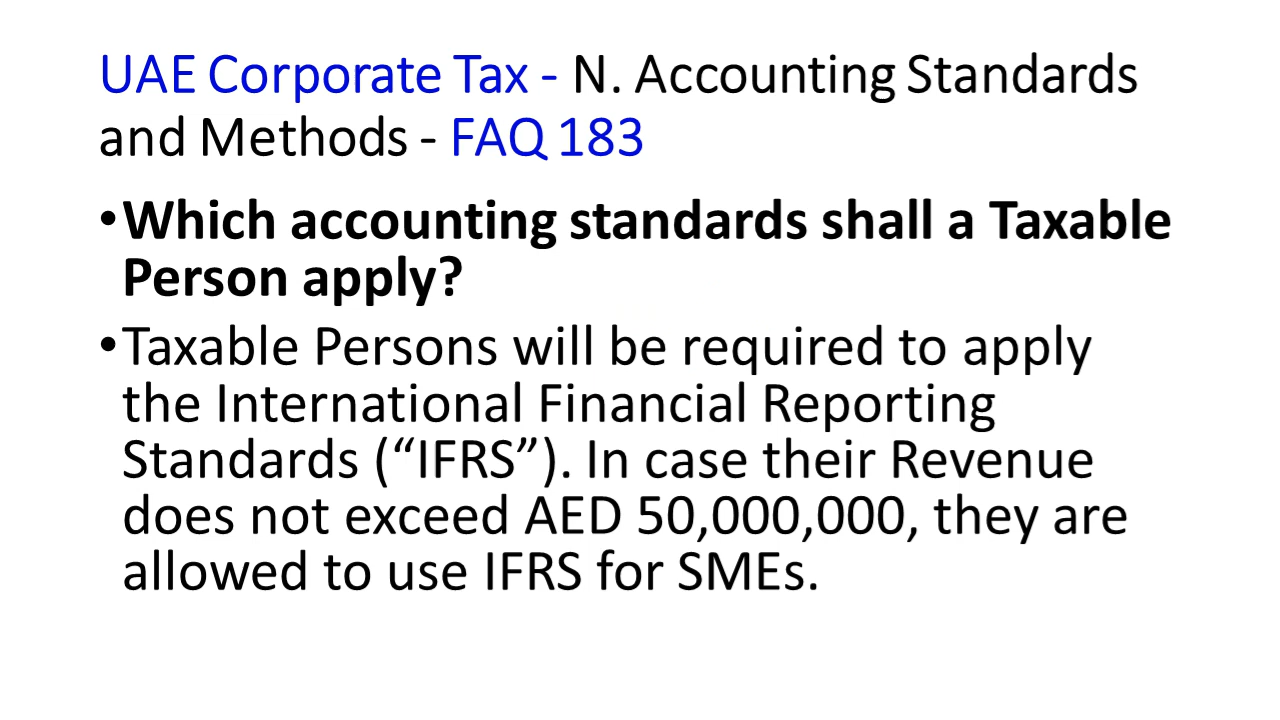 UAE Corporate Tax - N. Accounting Standards
and Methods - FAQ 183
•Which accounting standards shall a Taxable
Person apply?
•Taxable Persons will be required to apply
the International Financial Reporting
Standards (“IFRS”). In case their Revenue
does not exceed AED 50,000,000, they are
allowed to use IFRS for SMEs.